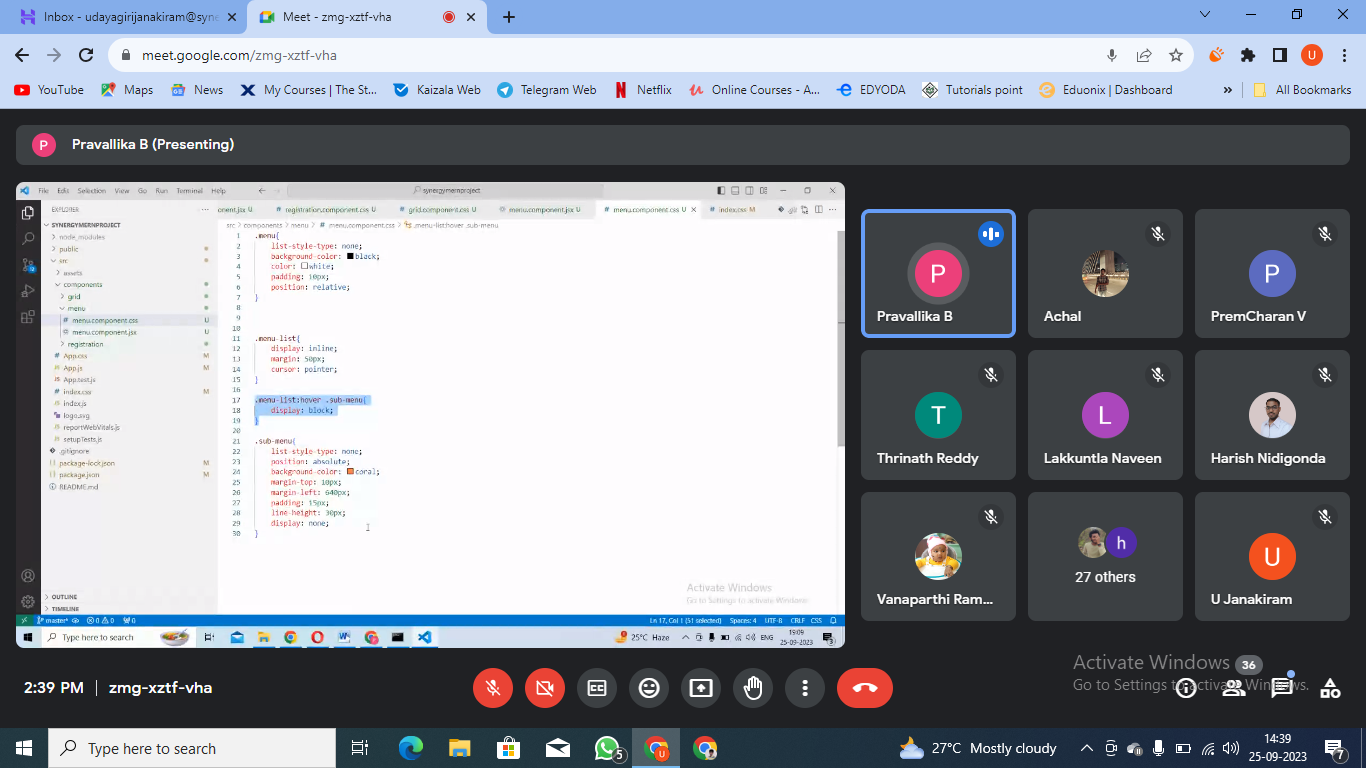 Inbox - udayagirijanakiram@syne
Meet - zmg-xztf-vha
meet.google.com/zmg-xztf-vha
YouTube
Maps
News
My Courses | The St...
Kaizala Web
Telegram Web
Netflix
Online Courses - A...
EDYODA
Tutorials point
Eduonix | Dashboard
»
All Bookmarks
P
Pravallika B (Presenting)
File Edit Selection View Go Run Terminal Help
synergymernproject
EXPLORER
onent.jsx U
registration.component.css U
grid.component.css U
menu.component.jsx U
menu.component.css U
index.css M
SYNERGYMERNPROJECT
node_modules
public
src
assets
components
grid
menu
menu.component.css U
menu.component.jsx U
registration
App.css M
App.js M
App.test.js
index.css M
index.js
logo.svg
reportWebVitals.js
setupTests.js
.gitignore
package-lock.json M
package.json M
README.md
OUTLINE
TIMELINE
src > components > menu > menu.component.css > .menu-list:hover .sub-menu
1 .menu{
2 list-style-type: none;
3 background-color: black;
4 color: white;
5 padding: 10px;
6 position: relative;
7 }
8
9
10
11 .menu-list{
12 display: inline;
13 margin: 50px;
14 cursor: pointer;
15 }
16
17 .menu-list:hover .sub-menu{
18 display: block;
19 }
20
21 .sub-menu{
22 list-style-type: none;
23 position: absolute;
24 background-color: coral;
25 margin-top: 10px;
26 margin-left: 640px;
27 padding: 15px;
28 line-height: 30px;
29 display: none;
30 }
Activate Windows
Go to Settings to activate Windows.
master*
0 0
0
Ln 17, Col 1 (51 selected) Spaces: 4 UTF-8 CRLF CSS
Type here to search
25°C Haze
ENG
19:09
25-09-2023
3
P
Pravallika B
Achal
P
PremCharan V
T
Thrinath Reddy
L
Lakkuntla Naveen
Harish Nidigonda
Vanaparthi Ram...
h
27 others
U
U Janakiram
2:39 PM | zmg-xztf-vha
Activate Windows
Go to Settings to activate Windows.
36
Type here to search
5
U
27°C Mostly cloudy
14:39
25-09-2023
7